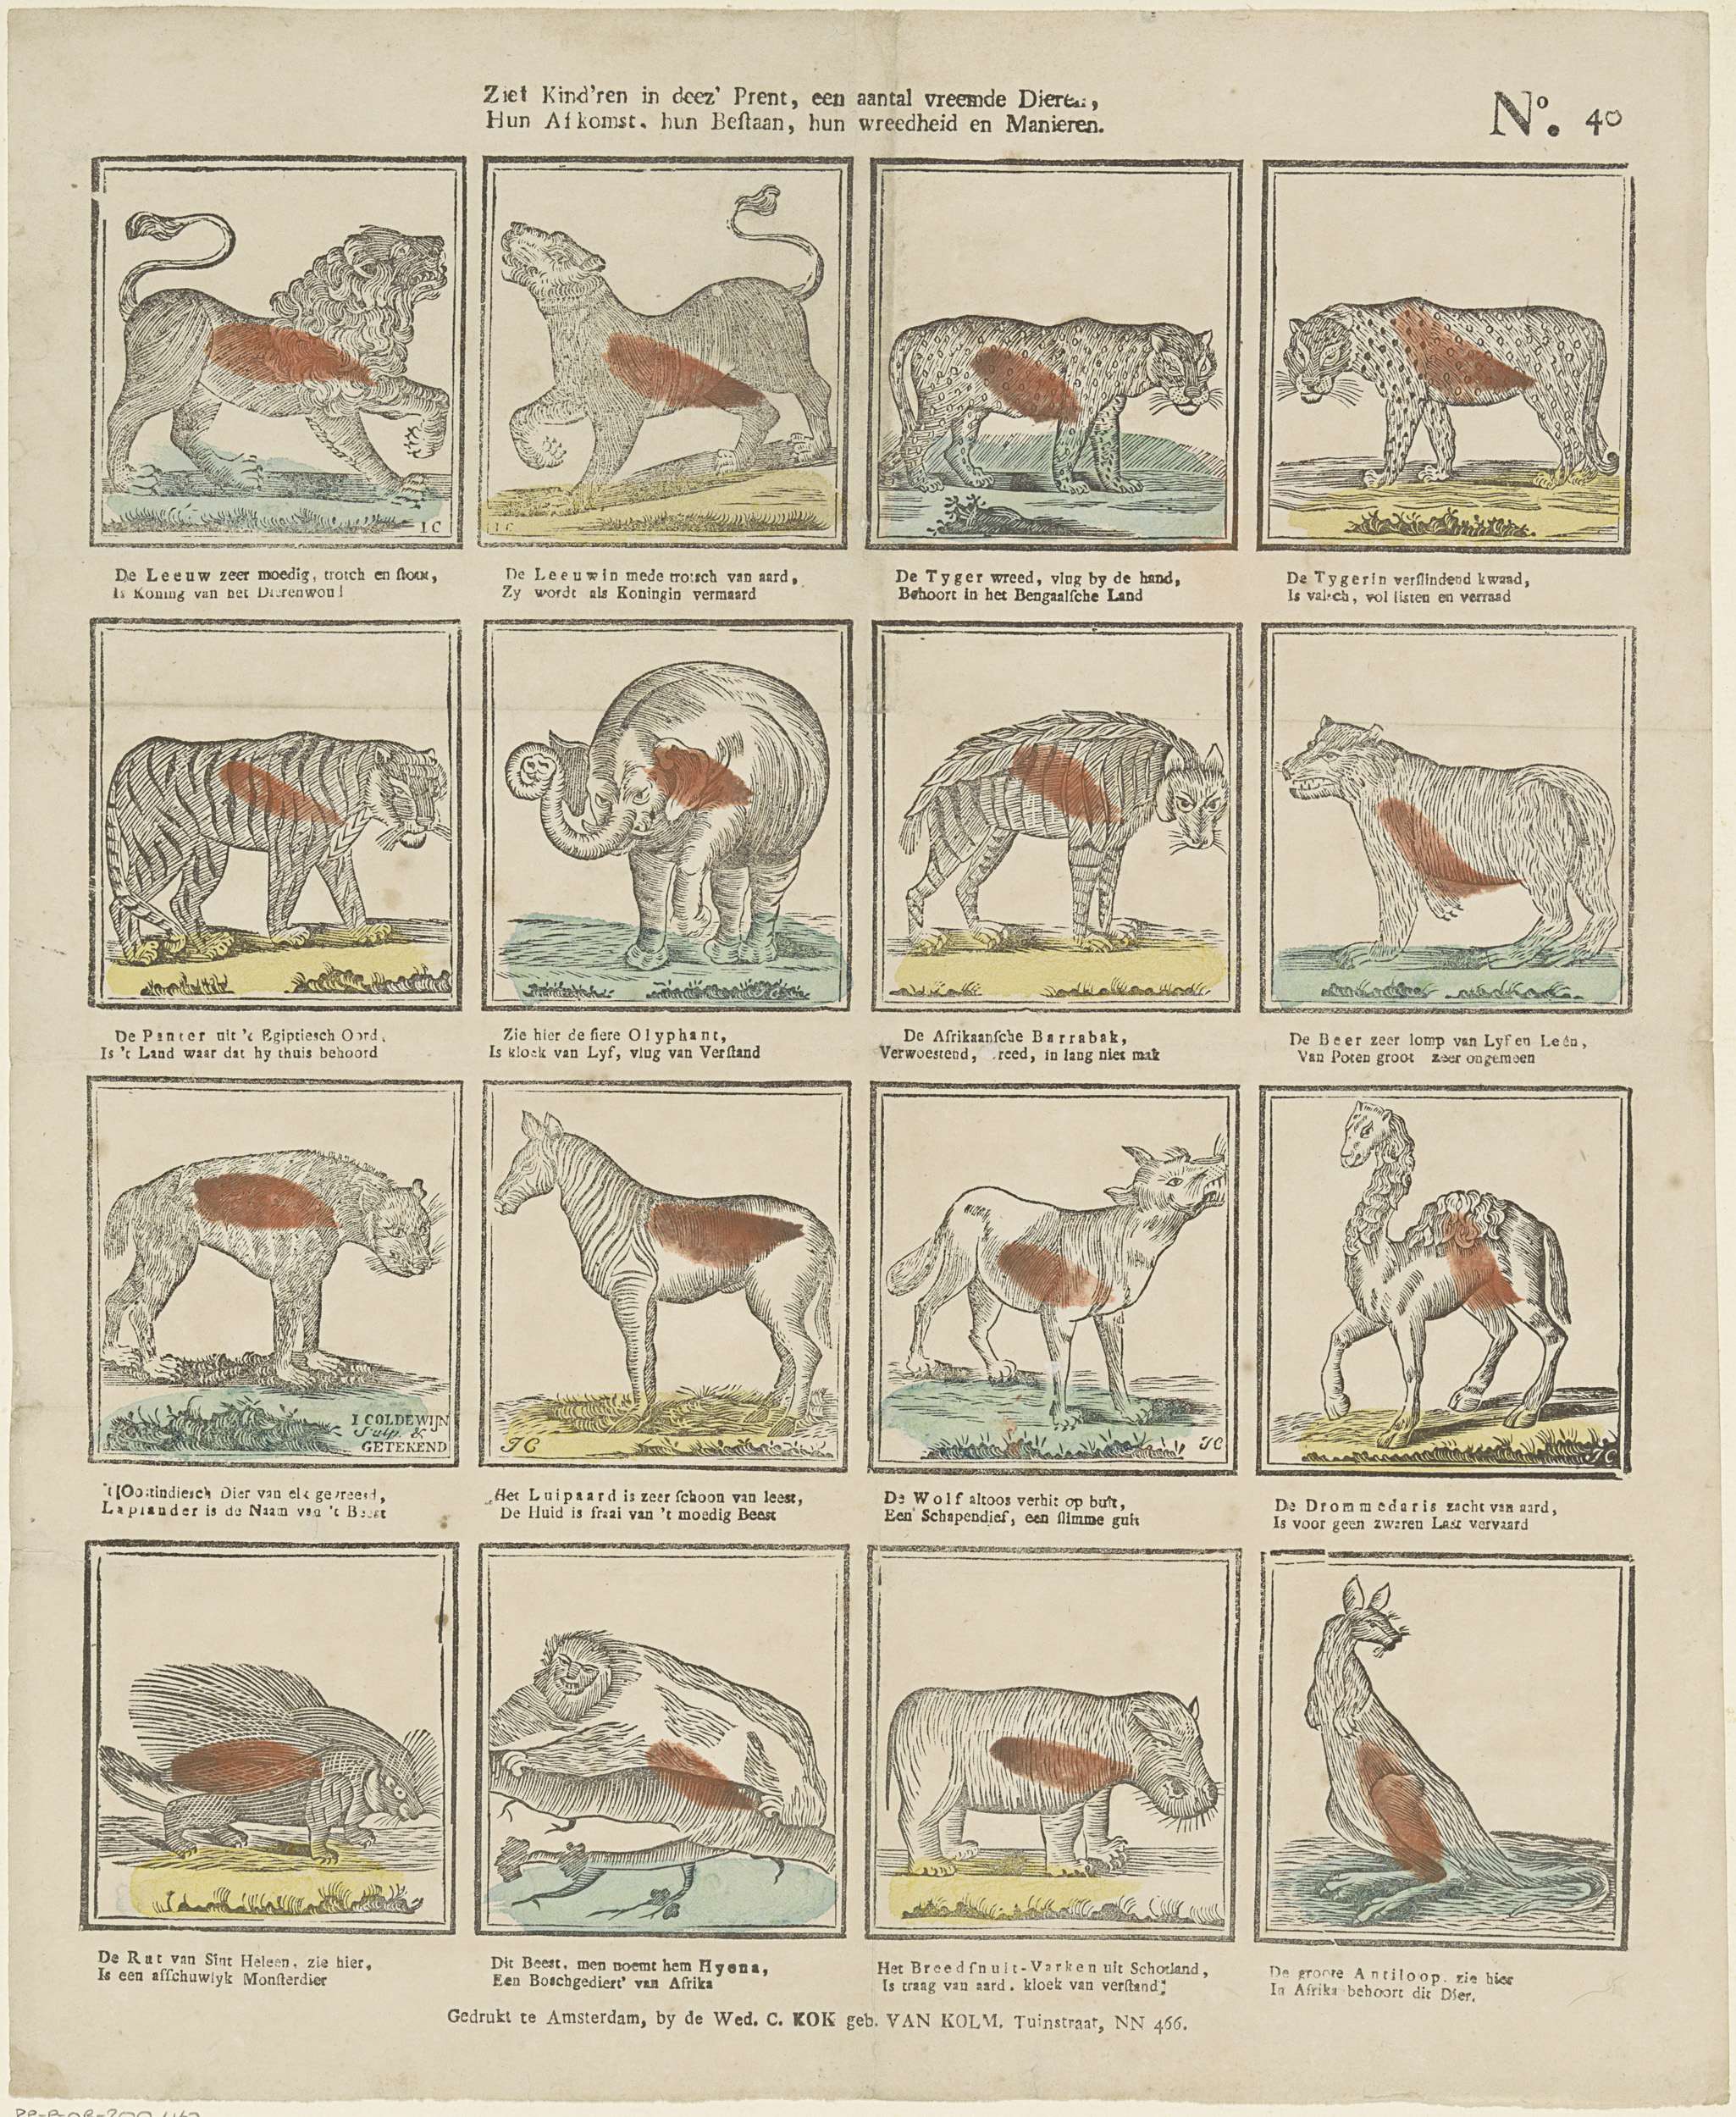 Ziet Kind'ren in deez' Prent, een aantal vreemde Dieren,
Hun Afkomst, hun Beſtaan, hun wreedheid en Manieren.
No. 40
I C
I C
De Leeuw zeer moedig, trotch en ſtout,
Is Koning van het Dierenwoul
De Leeuwin mede trotsch van aard,
Zy wordt als Koningin vermaard
De Tyger wreed, vlug by de hand,
Behoort in het Bengaalſche Land
De Tygerin verſlindend kwaad,
Is valsch, vol listen en verraad
De Panter uit 't Egiptiesch Oord,
Is 't Land waar dat hy thuis behoord
Zie hier de fiere Olyphant,
Is kloek van Lyf, vlug van Verſtand
De Afrikaanſche Barrabak,
Verwoestend, reed, in lang niet mak
De Beer zeer lomp van Lyf en Leên,
Van Poten groot zeer ongemeen
I COLDEWIJN
Sulp. &
GETEKEND
J C
J C
J C
't Oostindiesch Dier van elk gevreesd,
Laplander is de Naam van 't Beest
Het Luipaard is zeer ſchoon van leest,
De Huid is fraai van 't moedig Beest
De Wolf altoos verhit op buit,
Een Schapendief, een ſlimme guit
De Drommedaris zacht van aard,
Is voor geen zwaren Last vervaard
De Rat van Sint Heleen, zie hier,
Is een affchuwlyk Monſterdier
Dit Beest, men noemt hem Hyena,
Een Boschgediert' van Afrika
Het Breedſnuit-Varken uit Schotland,
Is traag van aard, kloek van verſtand;
De groote Antiloop, zie hier
In Afrika behoort dit Dier.
Gedrukt te Amsterdam, by de Wed. C. KOK geb. VAN KOLM, Tuinstraat, NN 466.